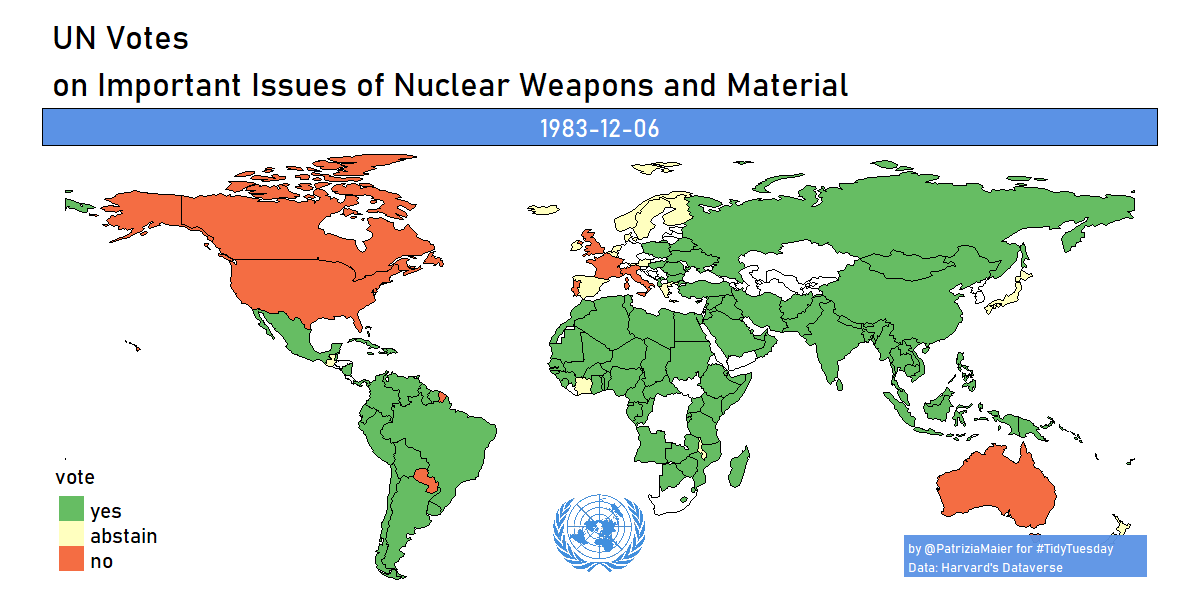 UN Votes
on Important Issues of Nuclear Weapons and Material
1983-12-06
vote
yes
abstain
no
by @PatriziaMaier for #TidyTuesday
Data: Harvard's Dataverse